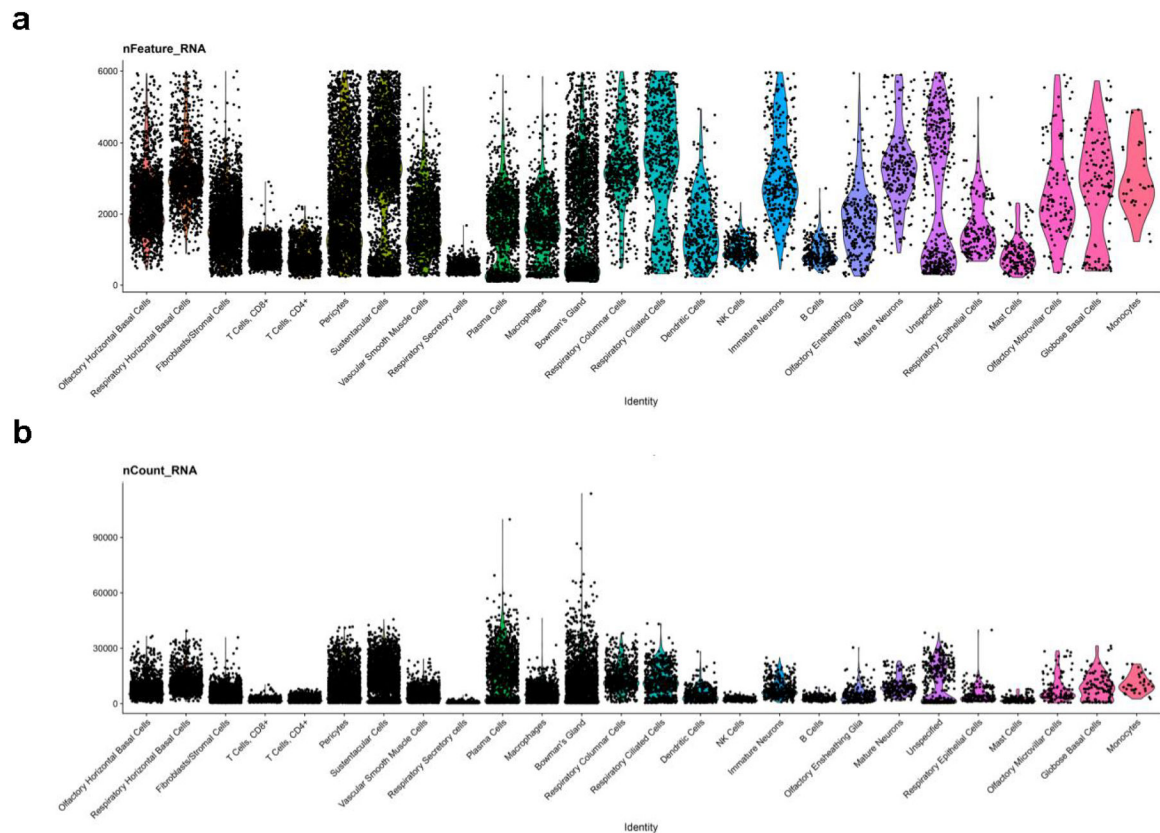 a
nFeature_RNA
6000
4000
2000
0
Olfactory Horizontal Basal Cells
Respiratory Horizontal Basal Cells
Fibroblasts/Stromal Cells
T Cells, CD8+
T Cells, CD4+
Pericytes
Sustentacular Cells
Vascular Smooth Muscle Cells
Respiratory Secretory cells
Plasma Cells
Macrophages
Bowman's Gland
Respiratory Columnar Cells
Respiratory Ciliated Cells
Dendritic Cells
NK Cells
Immature Neurons
B Cells
Olfactory Ensheathing Glia
Mature Neurons
Unspecified
Respiratory Epithelial Cells
Mast Cells
Olfactory Microvillar Cells
Globose Basal Cells
Monocytes
Identity
b
nCount_RNA
90000
60000
30000
0
Olfactory Horizontal Basal Cells
Respiratory Horizontal Basal Cells
Fibroblasts/Stromal Cells
T Cells, CD8+
T Cells, CD4+
Pericytes
Sustentacular Cells
Vascular Smooth Muscle Cells
Respiratory Secretory cells
Plasma Cells
Macrophages
Bowman's Gland
Respiratory Columnar Cells
Respiratory Ciliated Cells
Dendritic Cells
NK Cells
Immature Neurons
B Cells
Olfactory Ensheathing Glia
Mature Neurons
Unspecified
Respiratory Epithelial Cells
Mast Cells
Olfactory Microvillar Cells
Globose Basal Cells
Monocytes
Identity